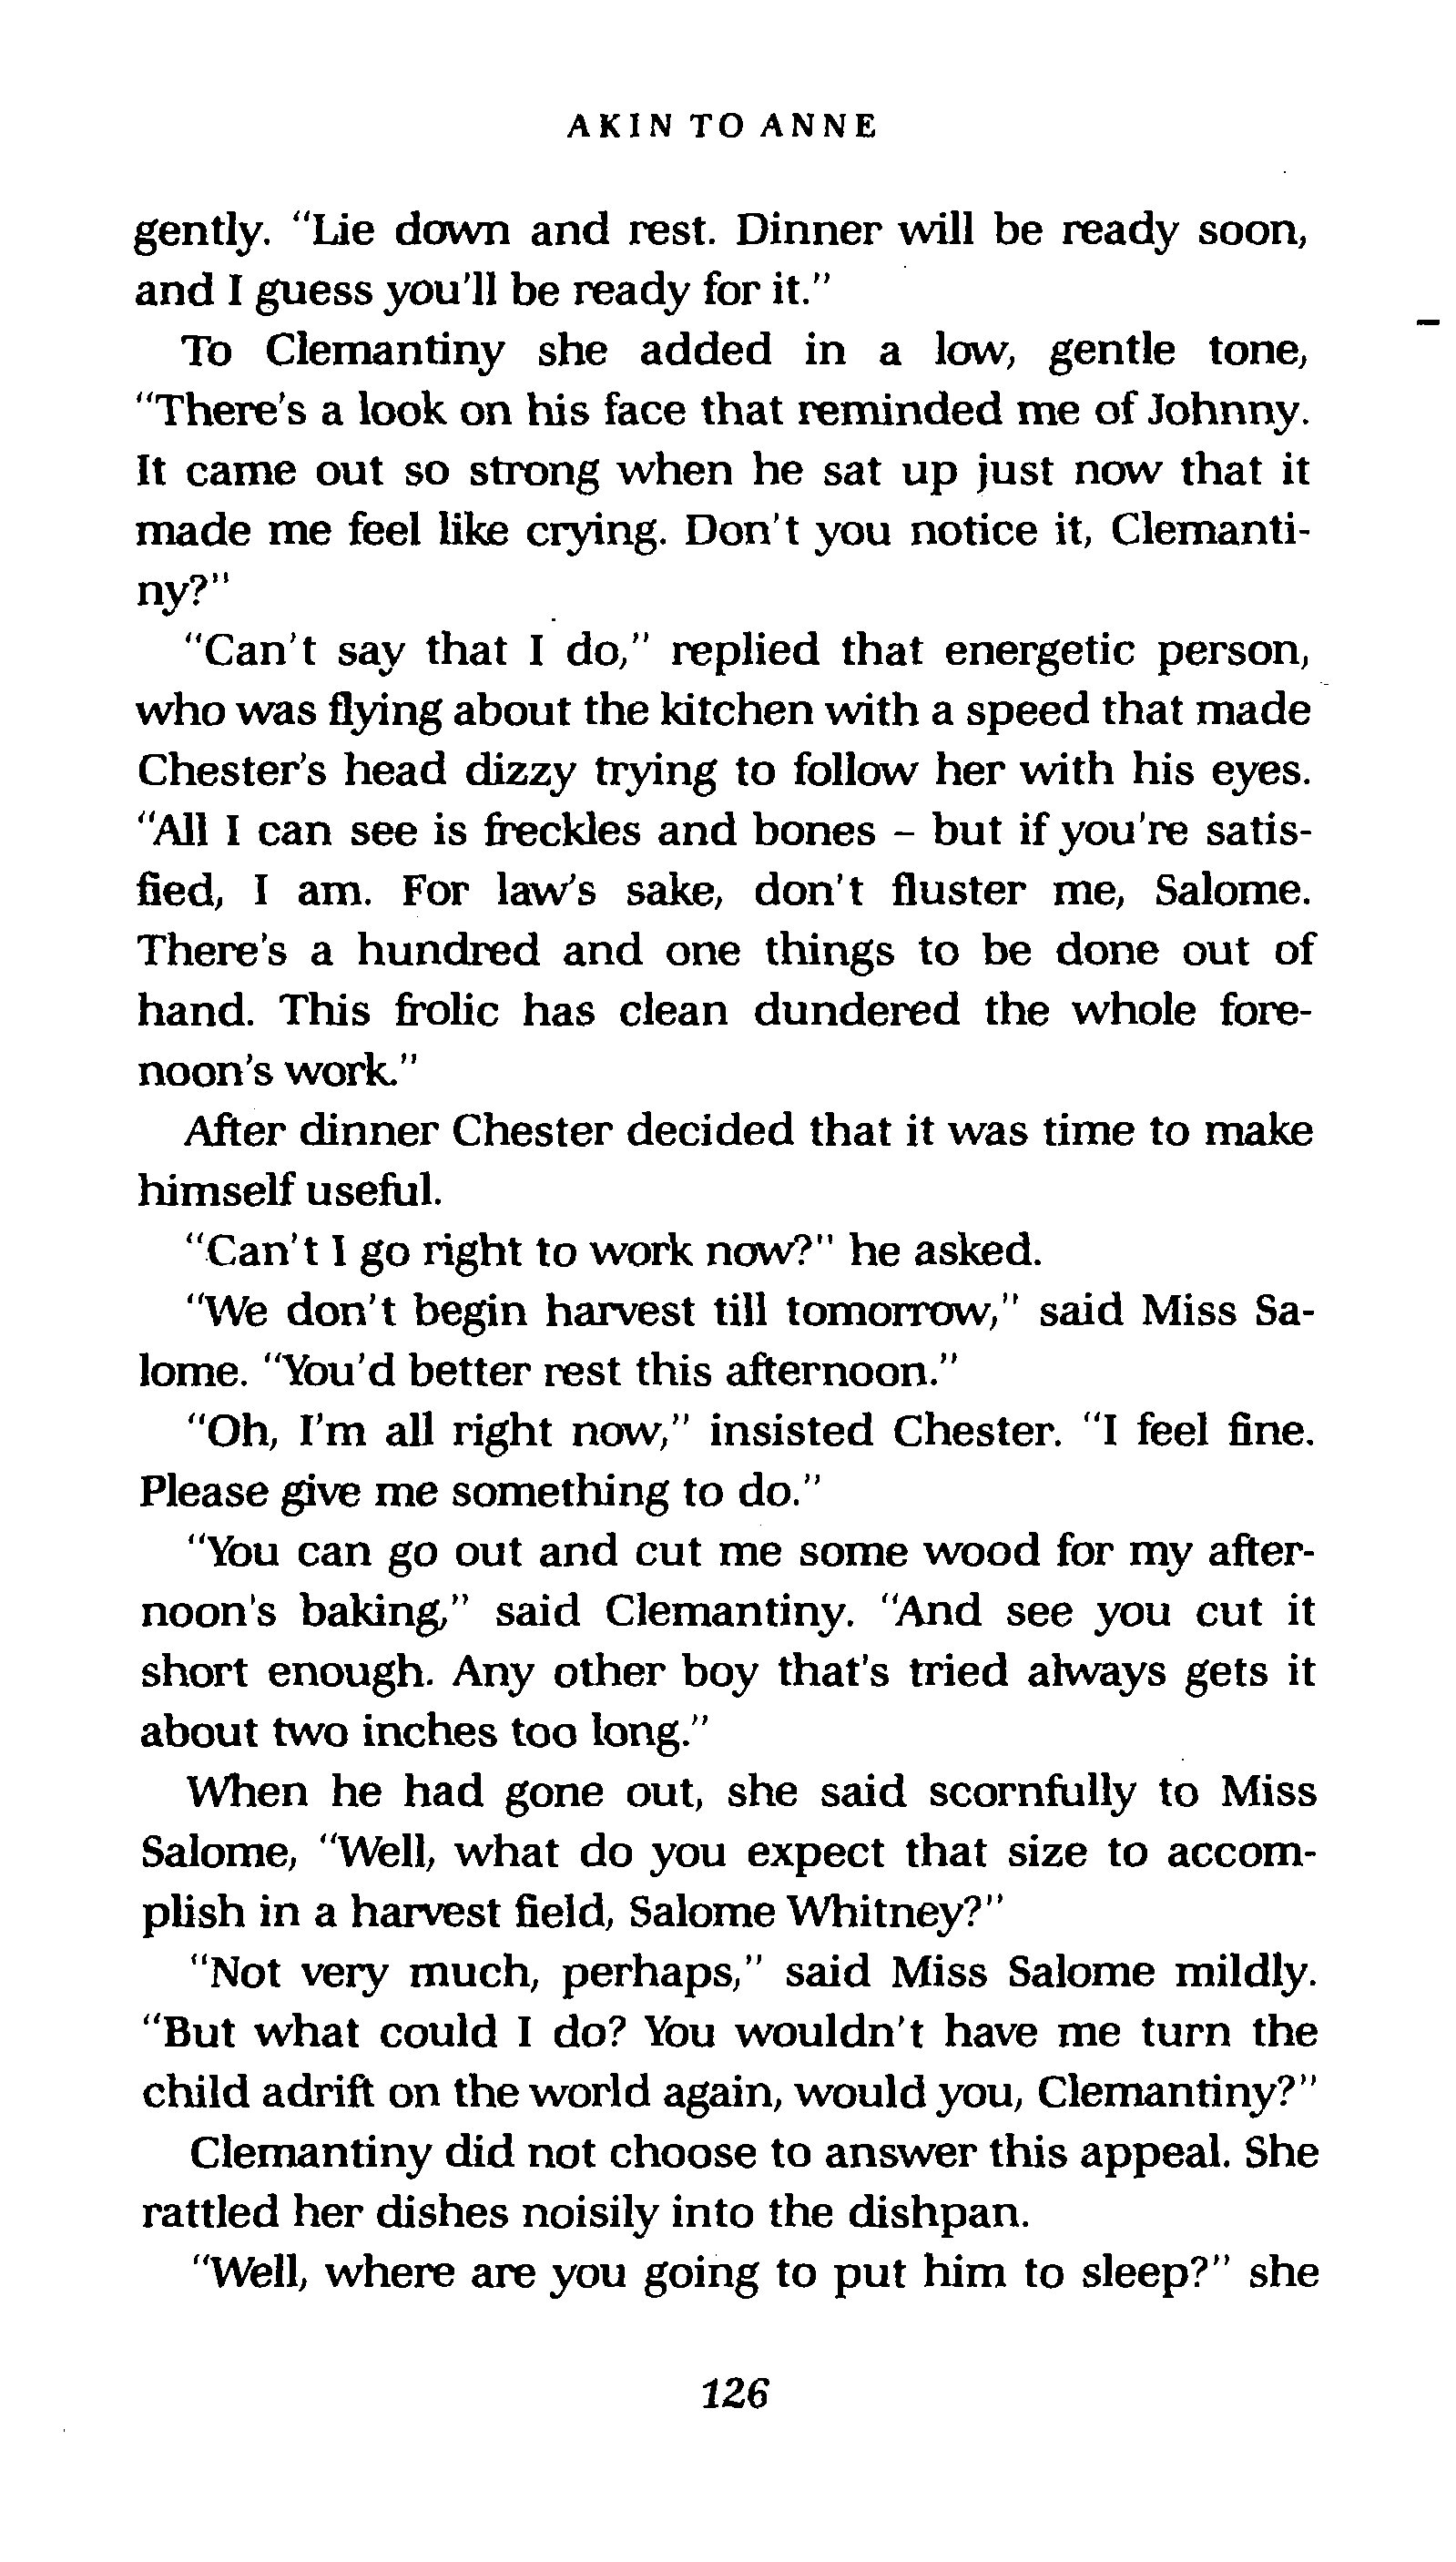 AKIN TO ANNE
gently. "Lie down and rest. Dinner will be ready soon,
and I guess you'll be ready for it."
To Clemantiny she added in a low, gentle tone,
"There's a look on his face that reminded me of Johnny.
It came out so strong when he sat up just now that it
made me feel like crying. Don't you notice it, Clemanti-
ny?"
"Can't say that I do," replied that energetic person,
who was flying about the kitchen with a speed that made
Chester's head dizzy trying to follow her with his eyes.
"All I can see is freckles and bones – but if you're satis-
fied, I am. For law's sake, don't fluster me, Salome.
There's a hundred and one things to be done out of
hand. This frolic has clean dundered the whole fore-
noon's work."
After dinner Chester decided that it was time to make
himself useful.
"Can't I go right to work now?" he asked.
"We don't begin harvest till tomorrow," said Miss Sa-
lome. "You'd better rest this afternoon."
"Oh, I'm all right now," insisted Chester. "I feel fine.
Please give me something to do."
"You can go out and cut me some wood for my after-
noon's baking," said Clemantiny. "And see you cut it
short enough. Any other boy that's tried always gets it
about two inches too long."
When he had gone out, she said scornfully to Miss
Salome, "Well, what do you expect that size to accom-
plish in a harvest field, Salome Whitney?"
"Not very much, perhaps," said Miss Salome mildly.
"But what could I do? You wouldn't have me turn the
child adrift on the world again, would you, Clemantiny?"
Clemantiny did not choose to answer this appeal. She
rattled her dishes noisily into the dishpan.
"Well, where are you going to put him to sleep?" she
126